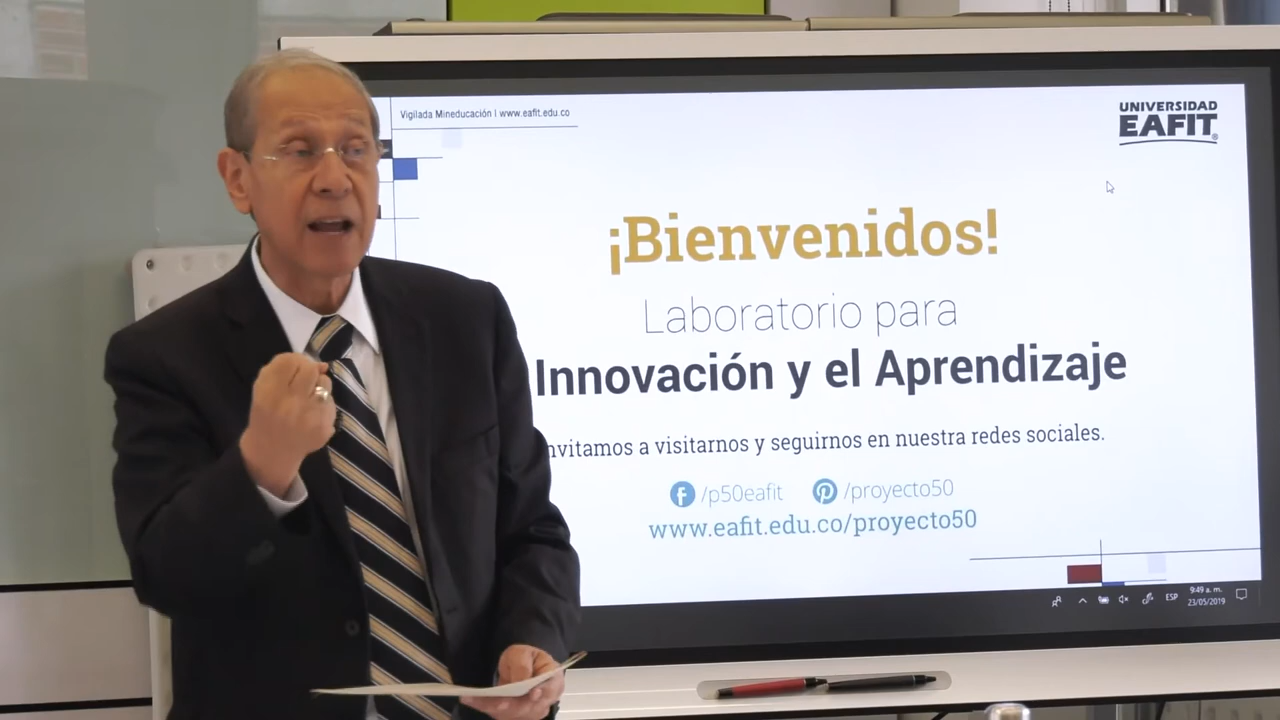 Vigilada Mineducación | www.eafit.edu.co
UNIVERSIDAD
EAFIT
¡Bienvenidos!
Laboratorio para
Innovación y el Aprendizaje
nvitamos a visitarnos y seguirnos en nuestra redes sociales.
/p50eafit
/proyecto50
www.eafit.edu.co/proyecto50
ESP
9:49 a. m.
23/05/2019